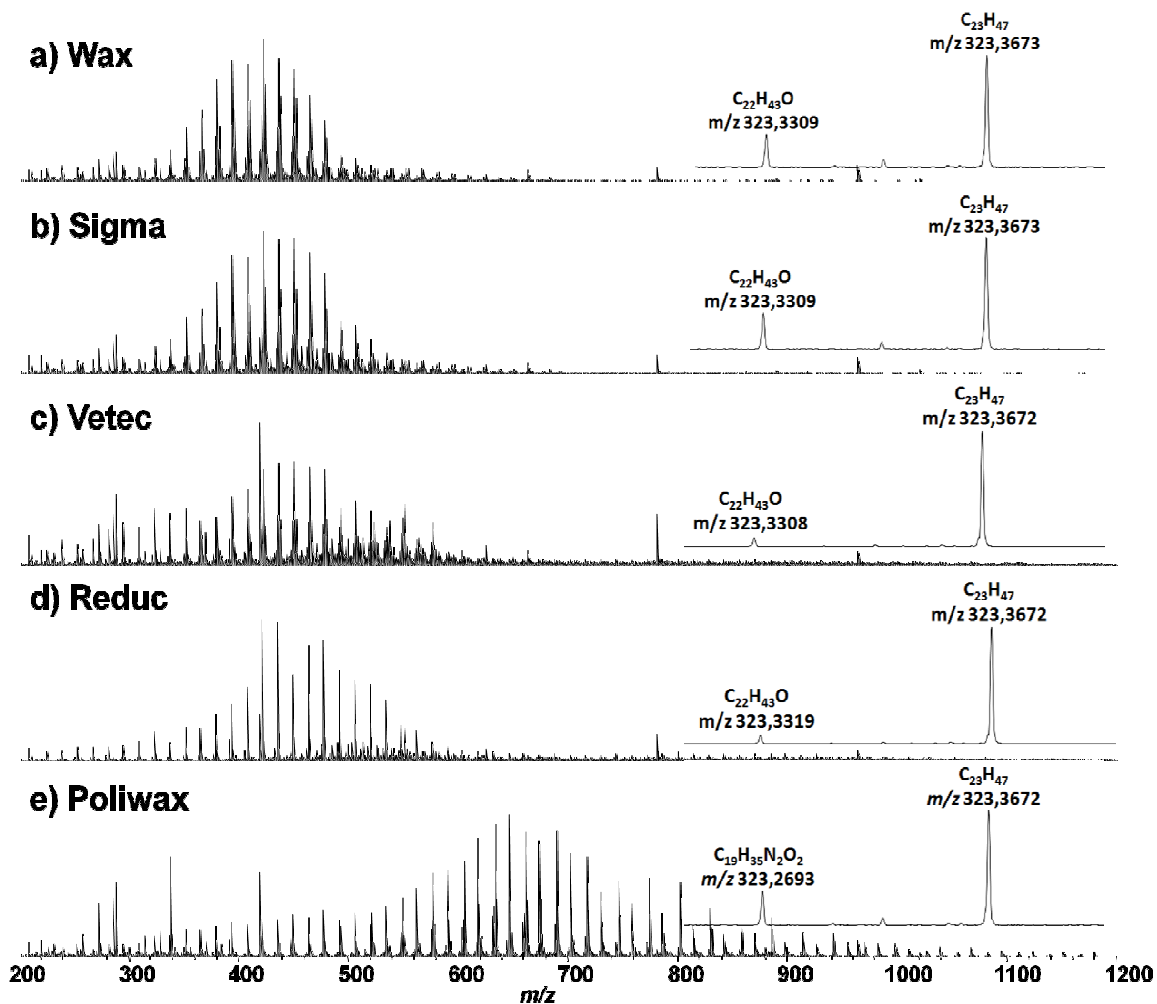 a) Wax
C₂₂H₄₃O
m/z 323,3309
C₂₃H₄₇
m/z 323,3673
b) Sigma
C₂₂H₄₃O
m/z 323,3309
C₂₃H₄₇
m/z 323,3673
c) Vetec
C₂₂H₄₃O
m/z 323,3308
C₂₃H₄₇
m/z 323,3672
d) Reduc
C₂₂H₄₃O
m/z 323,3319
C₂₃H₄₇
m/z 323,3672
e) Poliwax
C₁₉H₃₅N₂O₂
m/z 323,2693
C₂₃H₄₇
m/z 323,3672
200 300 400 500 600 700 800 900 1000 1100 1200
m/z